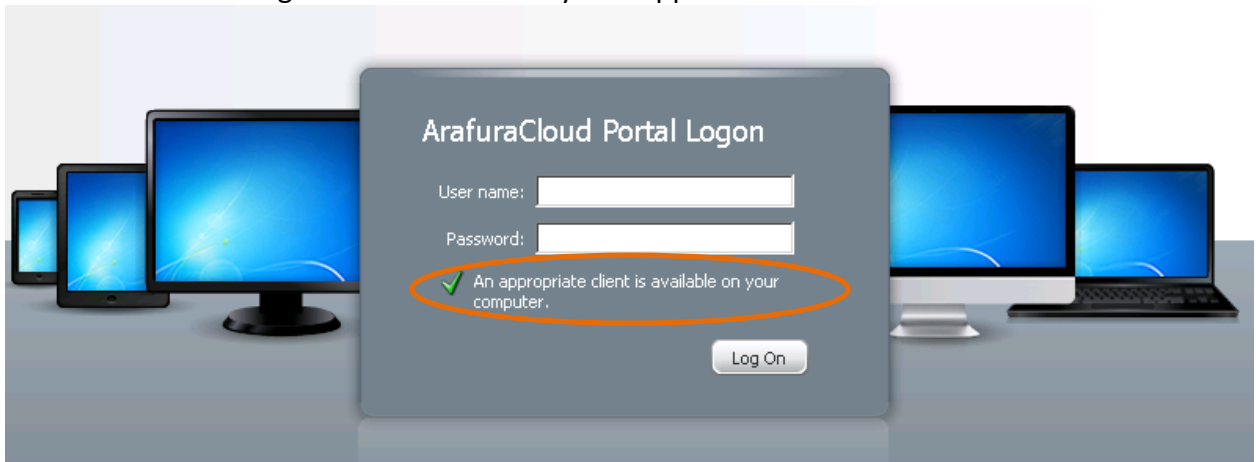 ArafuraCloud Portal Logon
User name:
Password:
An appropriate client is available on your
computer.
Log On